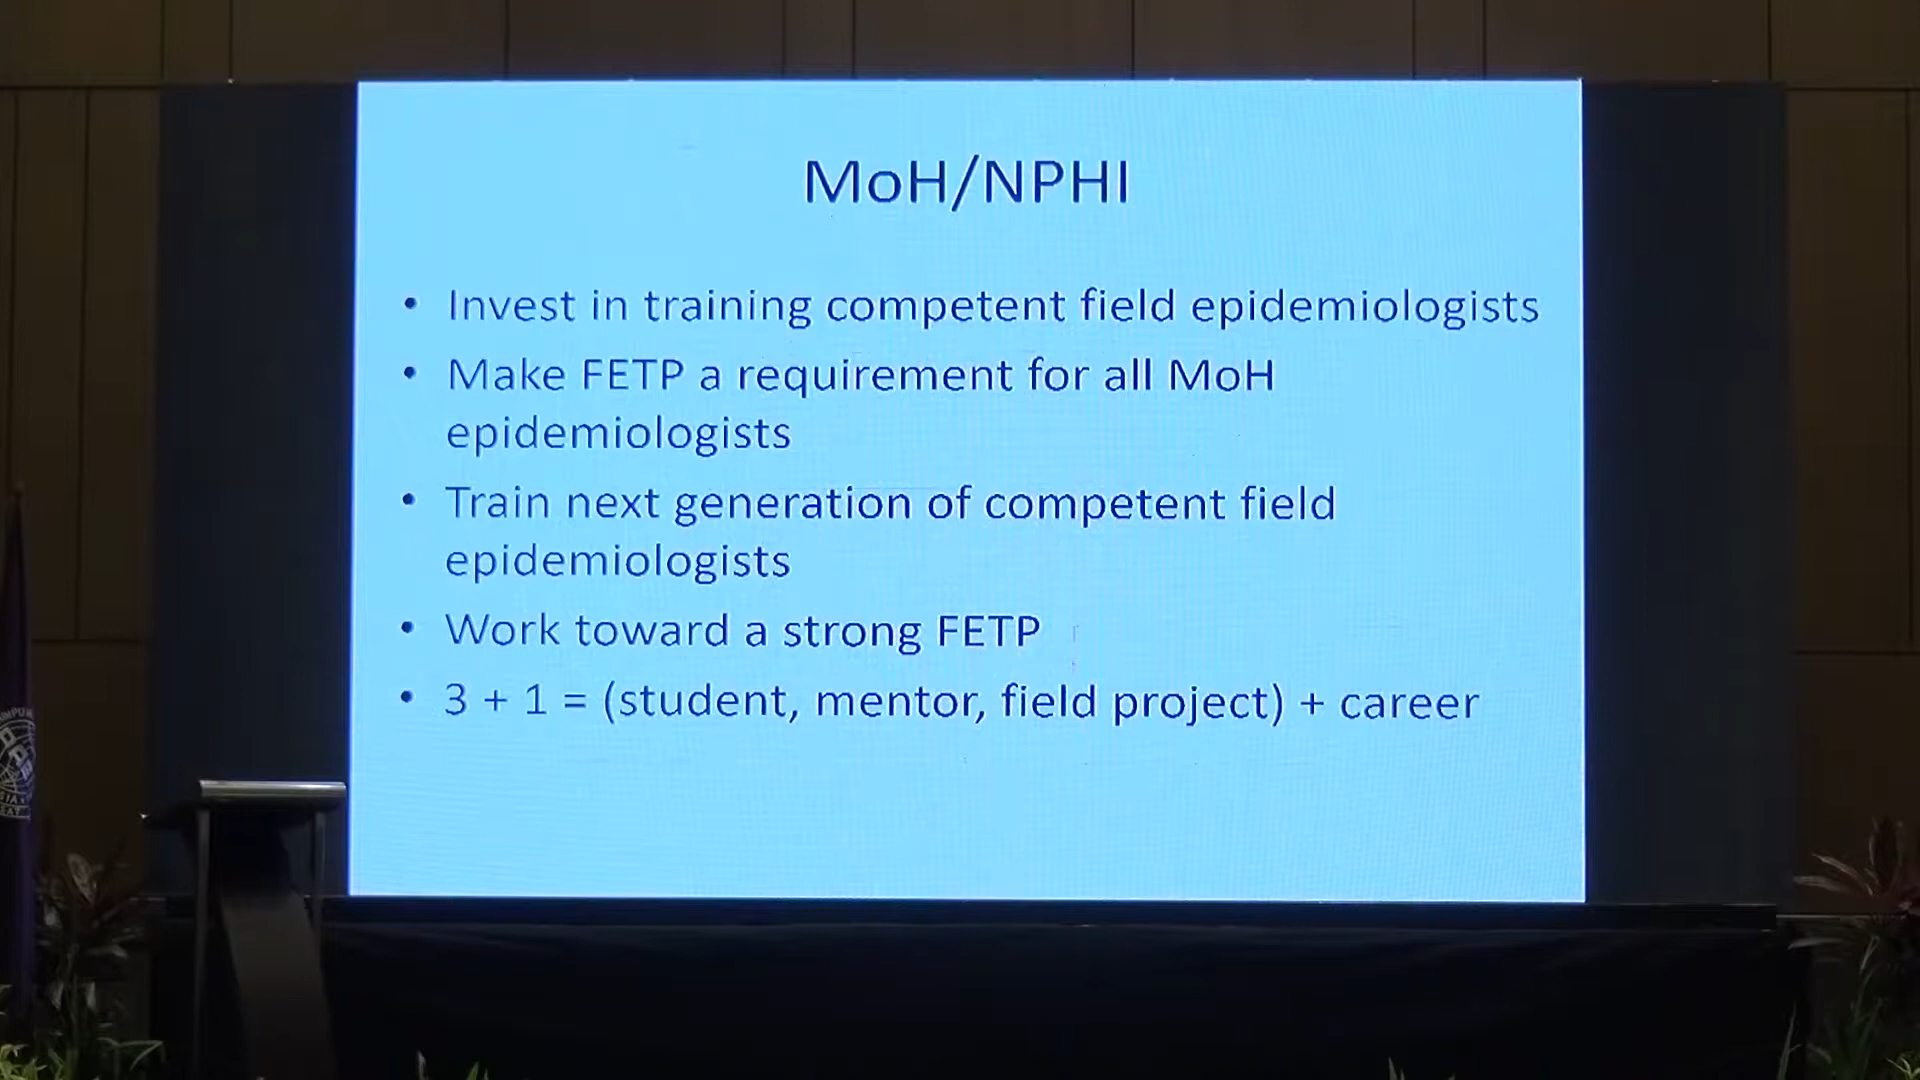 MoH/NPHI
• Invest in training competent field epidemiologists
• Make FETP a requirement for all MoH
epidemiologists
• Train next generation of competent field
epidemiologists
• Work toward a strong FETP
• 3 + 1 = (student, mentor, field project) + career